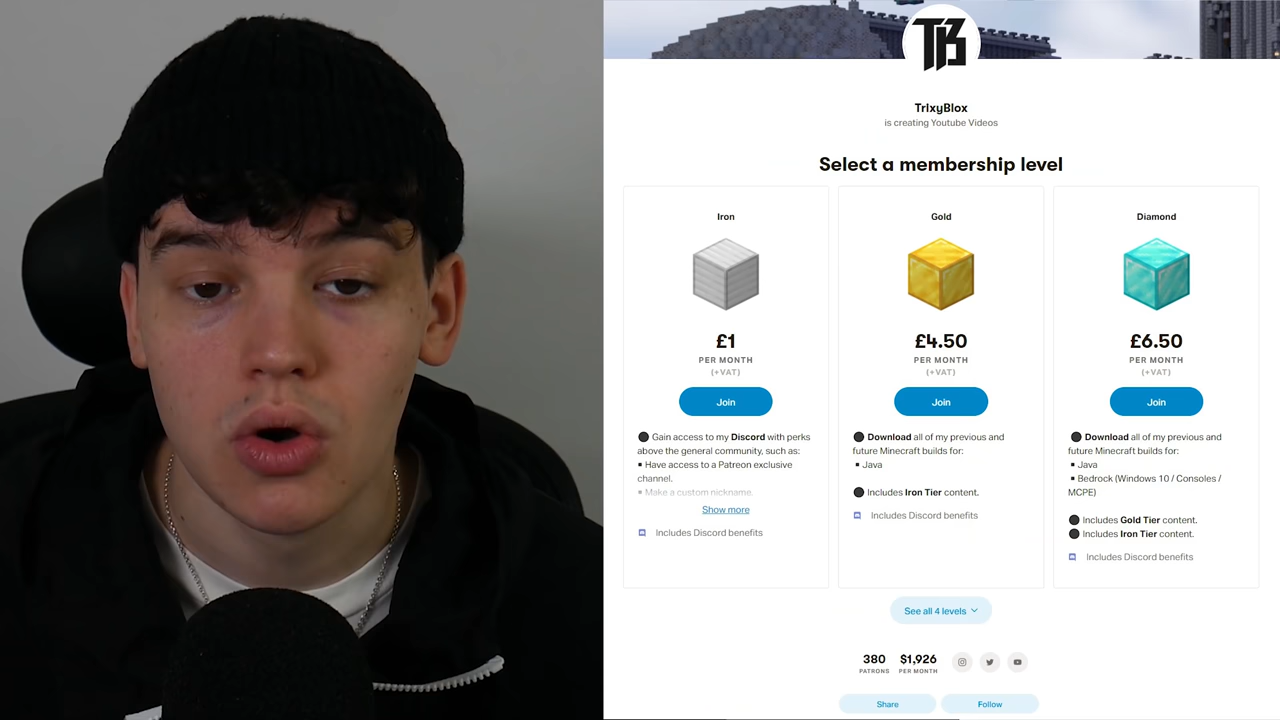 TB
TrixyBlox
is creating Youtube Videos
Select a membership level
Iron
£1
PER MONTH
(+VAT)
Join
Gain access to my Discord with perks
above the general community, such as:
▪ Have access to a Patreon exclusive
channel.
▪ Make a custom nickname.
Show more
Includes Discord benefits
Gold
£4.50
PER MONTH
(+VAT)
Join
Download all of my previous and
future Minecraft builds for:
▪ Java
Includes Iron Tier content.
Includes Discord benefits
Diamond
£6.50
PER MONTH
(+VAT)
Join
Download all of my previous and
future Minecraft builds for:
▪ Java
▪ Bedrock (Windows 10 / Consoles /
MCPE)
Includes Gold Tier content.
Includes Iron Tier content.
Includes Discord benefits
See all 4 levels
380 $1,926
PATRONS PER MONTH
Share Follow